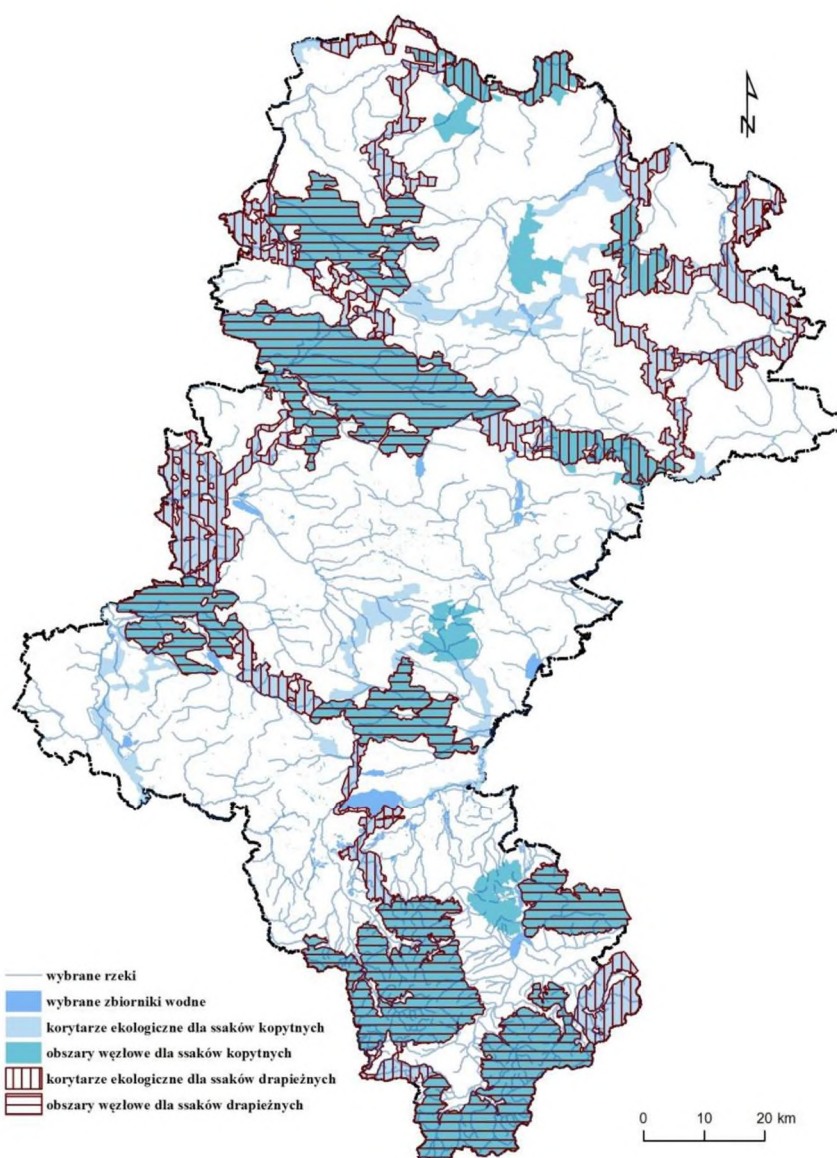 N
wybrane rzeki
wybrane zbiorniki wodne
korytarze ekologiczne dla ssaków kopytnych
obszary węzłowe dla ssaków kopytnych
korytarze ekologiczne dla ssaków drapieżnych
obszary węzłowe dla ssaków drapieżnych
0 10 20 km